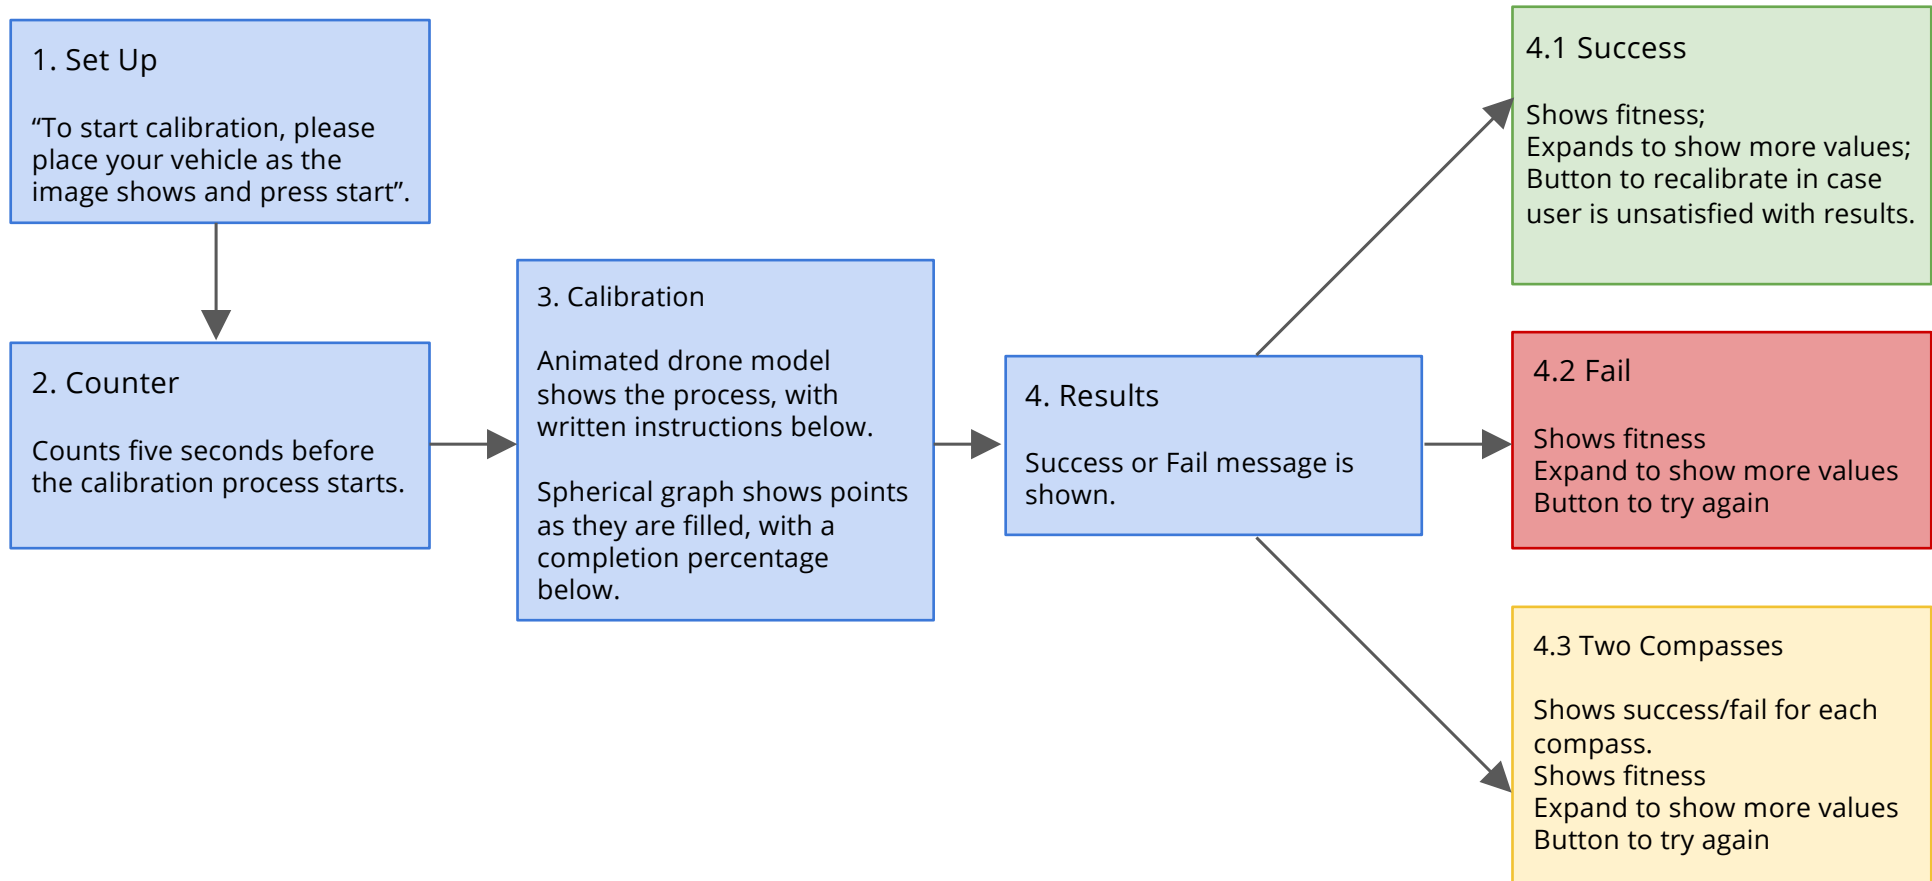 1. Set Up
“To start calibration, please
place your vehicle as the
image shows and press start”.
2. Counter
Counts five seconds before
the calibration process starts.
3. Calibration
Animated drone model
shows the process, with
written instructions below.
Spherical graph shows points
as they are filled, with a
completion percentage
below.
4. Results
Success or Fail message is
shown.
4.1 Success
Shows fitness;
Expands to show more values;
Button to recalibrate in case
user is unsatisfied with results.
4.2 Fail
Shows fitness
Expand to show more values
Button to try again
4.3 Two Compasses
Shows success/fail for each
compass.
Shows fitness
Expand to show more values
Button to try again